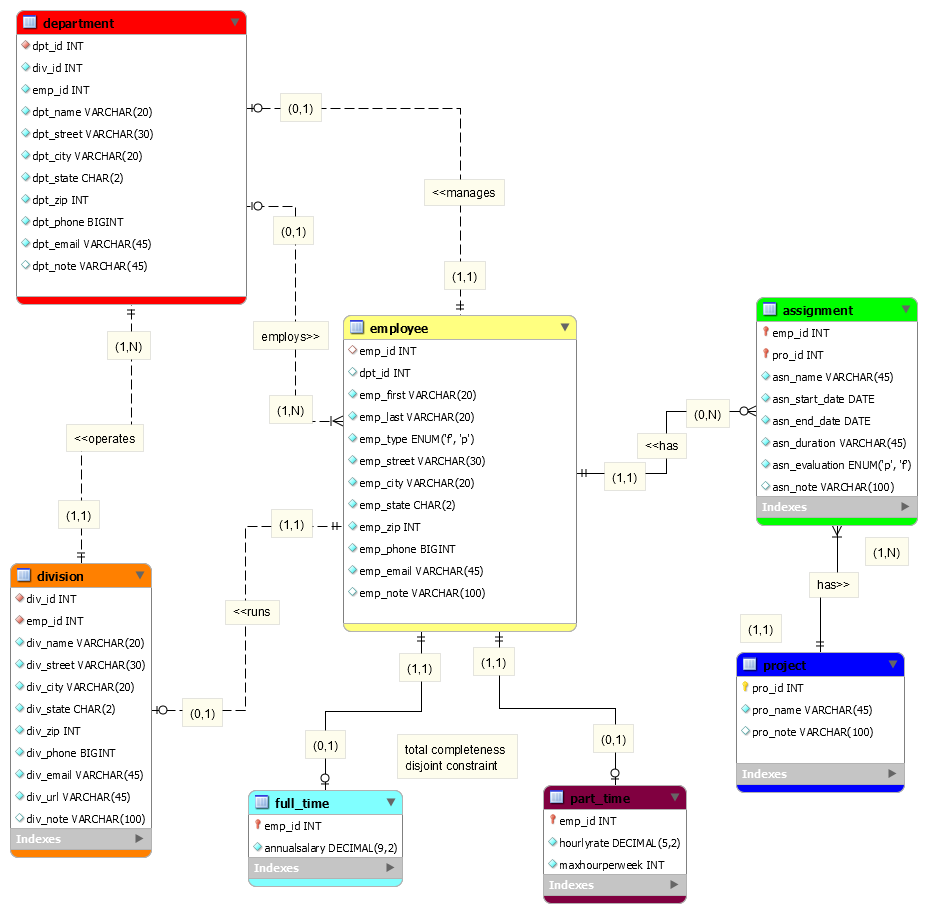 department
dpt_id INT
div_id INT
emp_id INT
dpt_name VARCHAR(20)
dpt_street VARCHAR(30)
dpt_city VARCHAR(20)
dpt_state CHAR(2)
dpt_zip INT
dpt_phone BIGINT
dpt_email VARCHAR(45)
dpt_note VARCHAR(45)
(0,1)
<<manages
(1,1)
(0,1)
employs>>
(1,N)
(1,N)
<<operates
(1,1)
employee
emp_id INT
dpt_id INT
emp_first VARCHAR(20)
emp_last VARCHAR(20)
emp_type ENUM('f', 'p')
emp_street VARCHAR(30)
emp_city VARCHAR(20)
emp_state CHAR(2)
emp_zip INT
emp_phone BIGINT
emp_email VARCHAR(45)
emp_note VARCHAR(100)
(0,N)
<<has
(1,1)
assignment
emp_id INT
pro_id INT
asn_name VARCHAR(45)
asn_start_date DATE
asn_end_date DATE
asn_duration VARCHAR(45)
asn_evaluation ENUM('p', 'f')
asn_note VARCHAR(100)
Indexes
(1,N)
has>>
(1,1)
division
div_id INT
emp_id INT
div_name VARCHAR(20)
div_street VARCHAR(30)
div_city VARCHAR(20)
div_state CHAR(2)
div_zip INT
div_phone BIGINT
div_email VARCHAR(45)
div_url VARCHAR(45)
div_note VARCHAR(100)
Indexes
(1,1)
<<runs
(0,1)
(1,1)
(1,1)
(0,1)
total completeness
disjoint constraint
(0,1)
project
pro_id INT
pro_name VARCHAR(45)
pro_note VARCHAR(100)
Indexes
full_time
emp_id INT
annualsalary DECIMAL(9,2)
Indexes
part_time
emp_id INT
hourlyrate DECIMAL(5,2)
maxhourperweek INT
Indexes